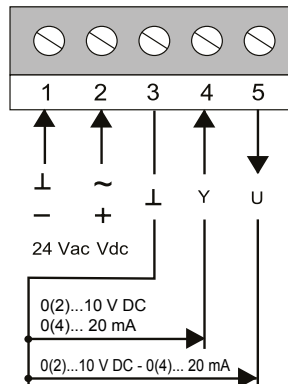 1 2 3 4 5
⊥ ~ ⊥ Y U
− +
24 Vac Vdc
0(2)...10 V DC
0(4)... 20 mA
0(2)...10 V DC - 0(4)... 20 mA